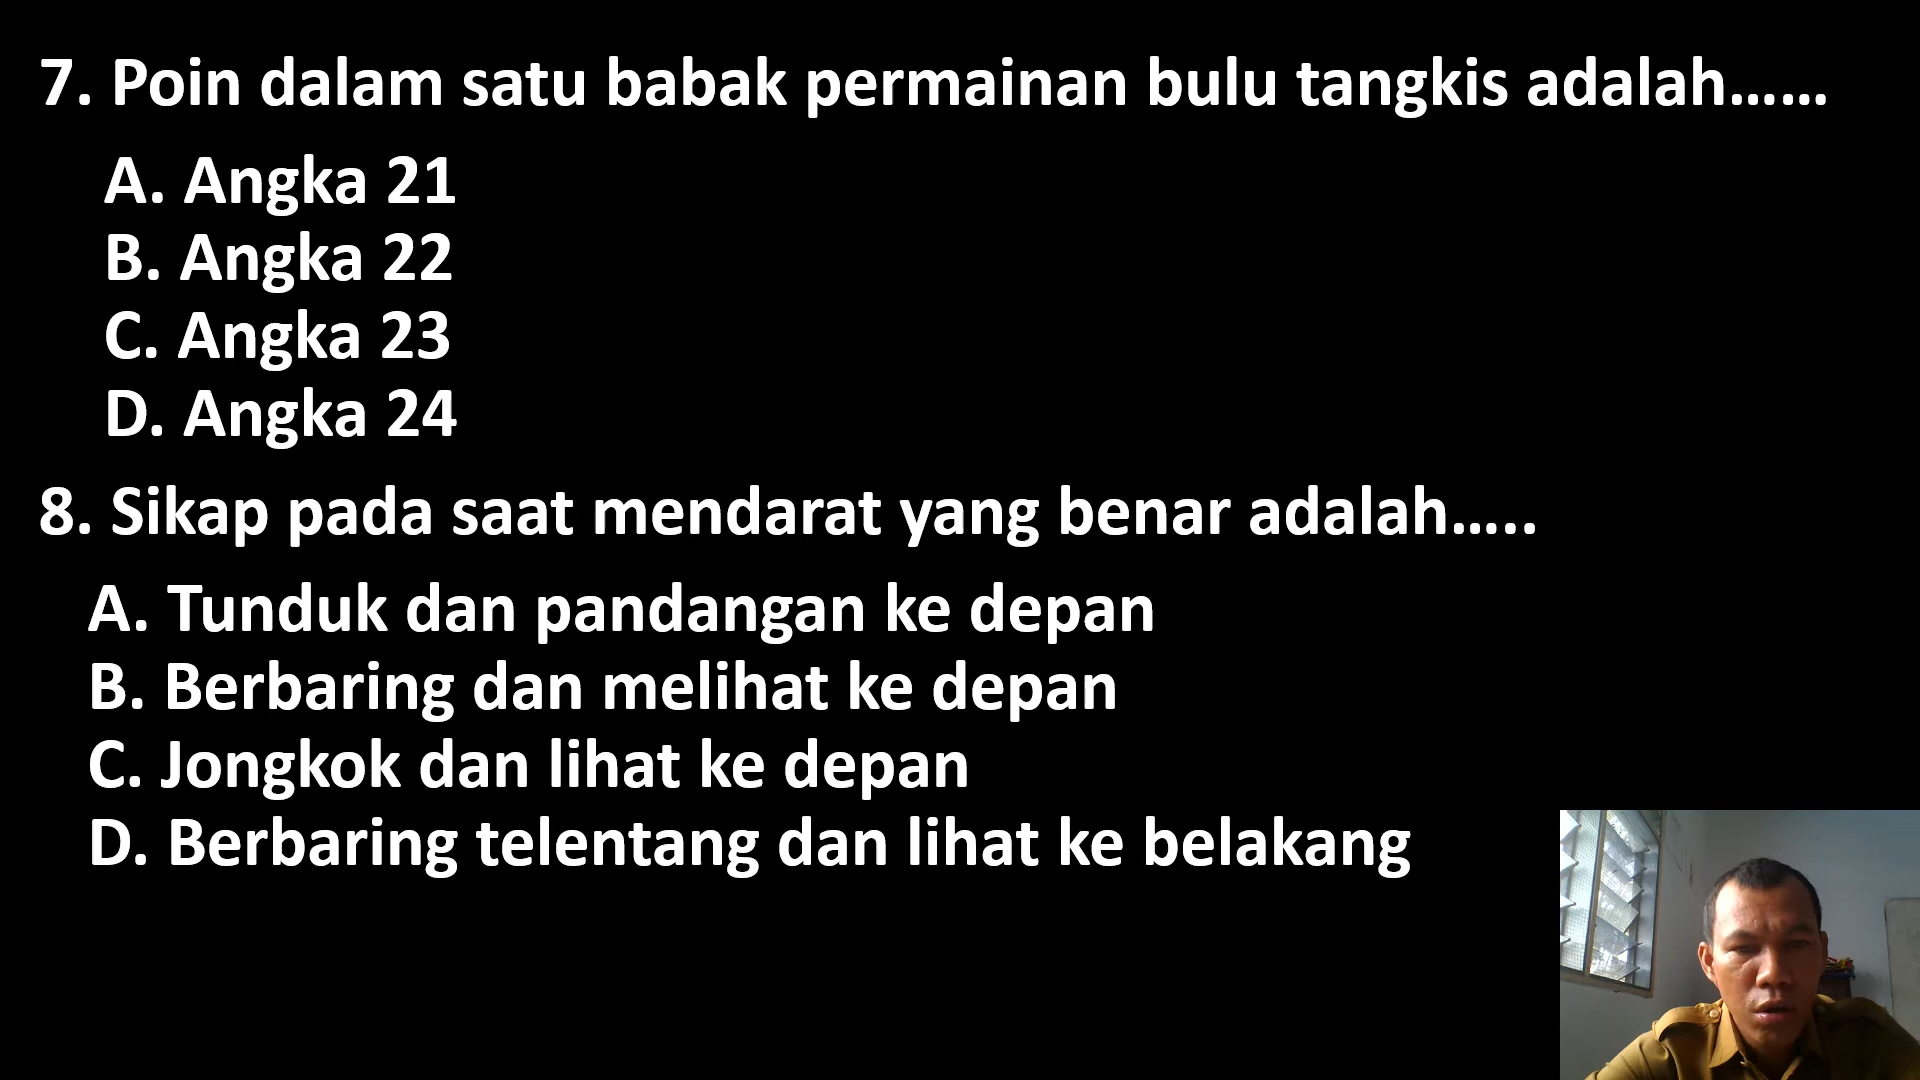 7. Poin dalam satu babak permainan bulu tangkis adalah......
A. Angka 21
B. Angka 22
C. Angka 23
D. Angka 24
8. Sikap pada saat mendarat yang benar adalah.....
A. Tunduk dan pandangan ke depan
B. Berbaring dan melihat ke depan
C. Jongkok dan lihat ke depan
D. Berbaring telentang dan lihat ke belakang